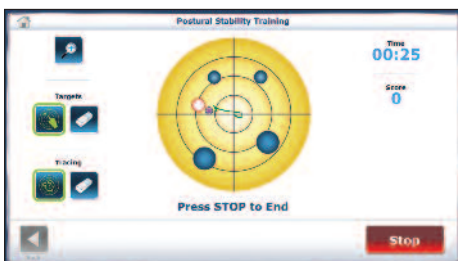 Postural Stability Training
Time
00:25
Score
0
Targets
Tracing
Press STOP to End
Stop